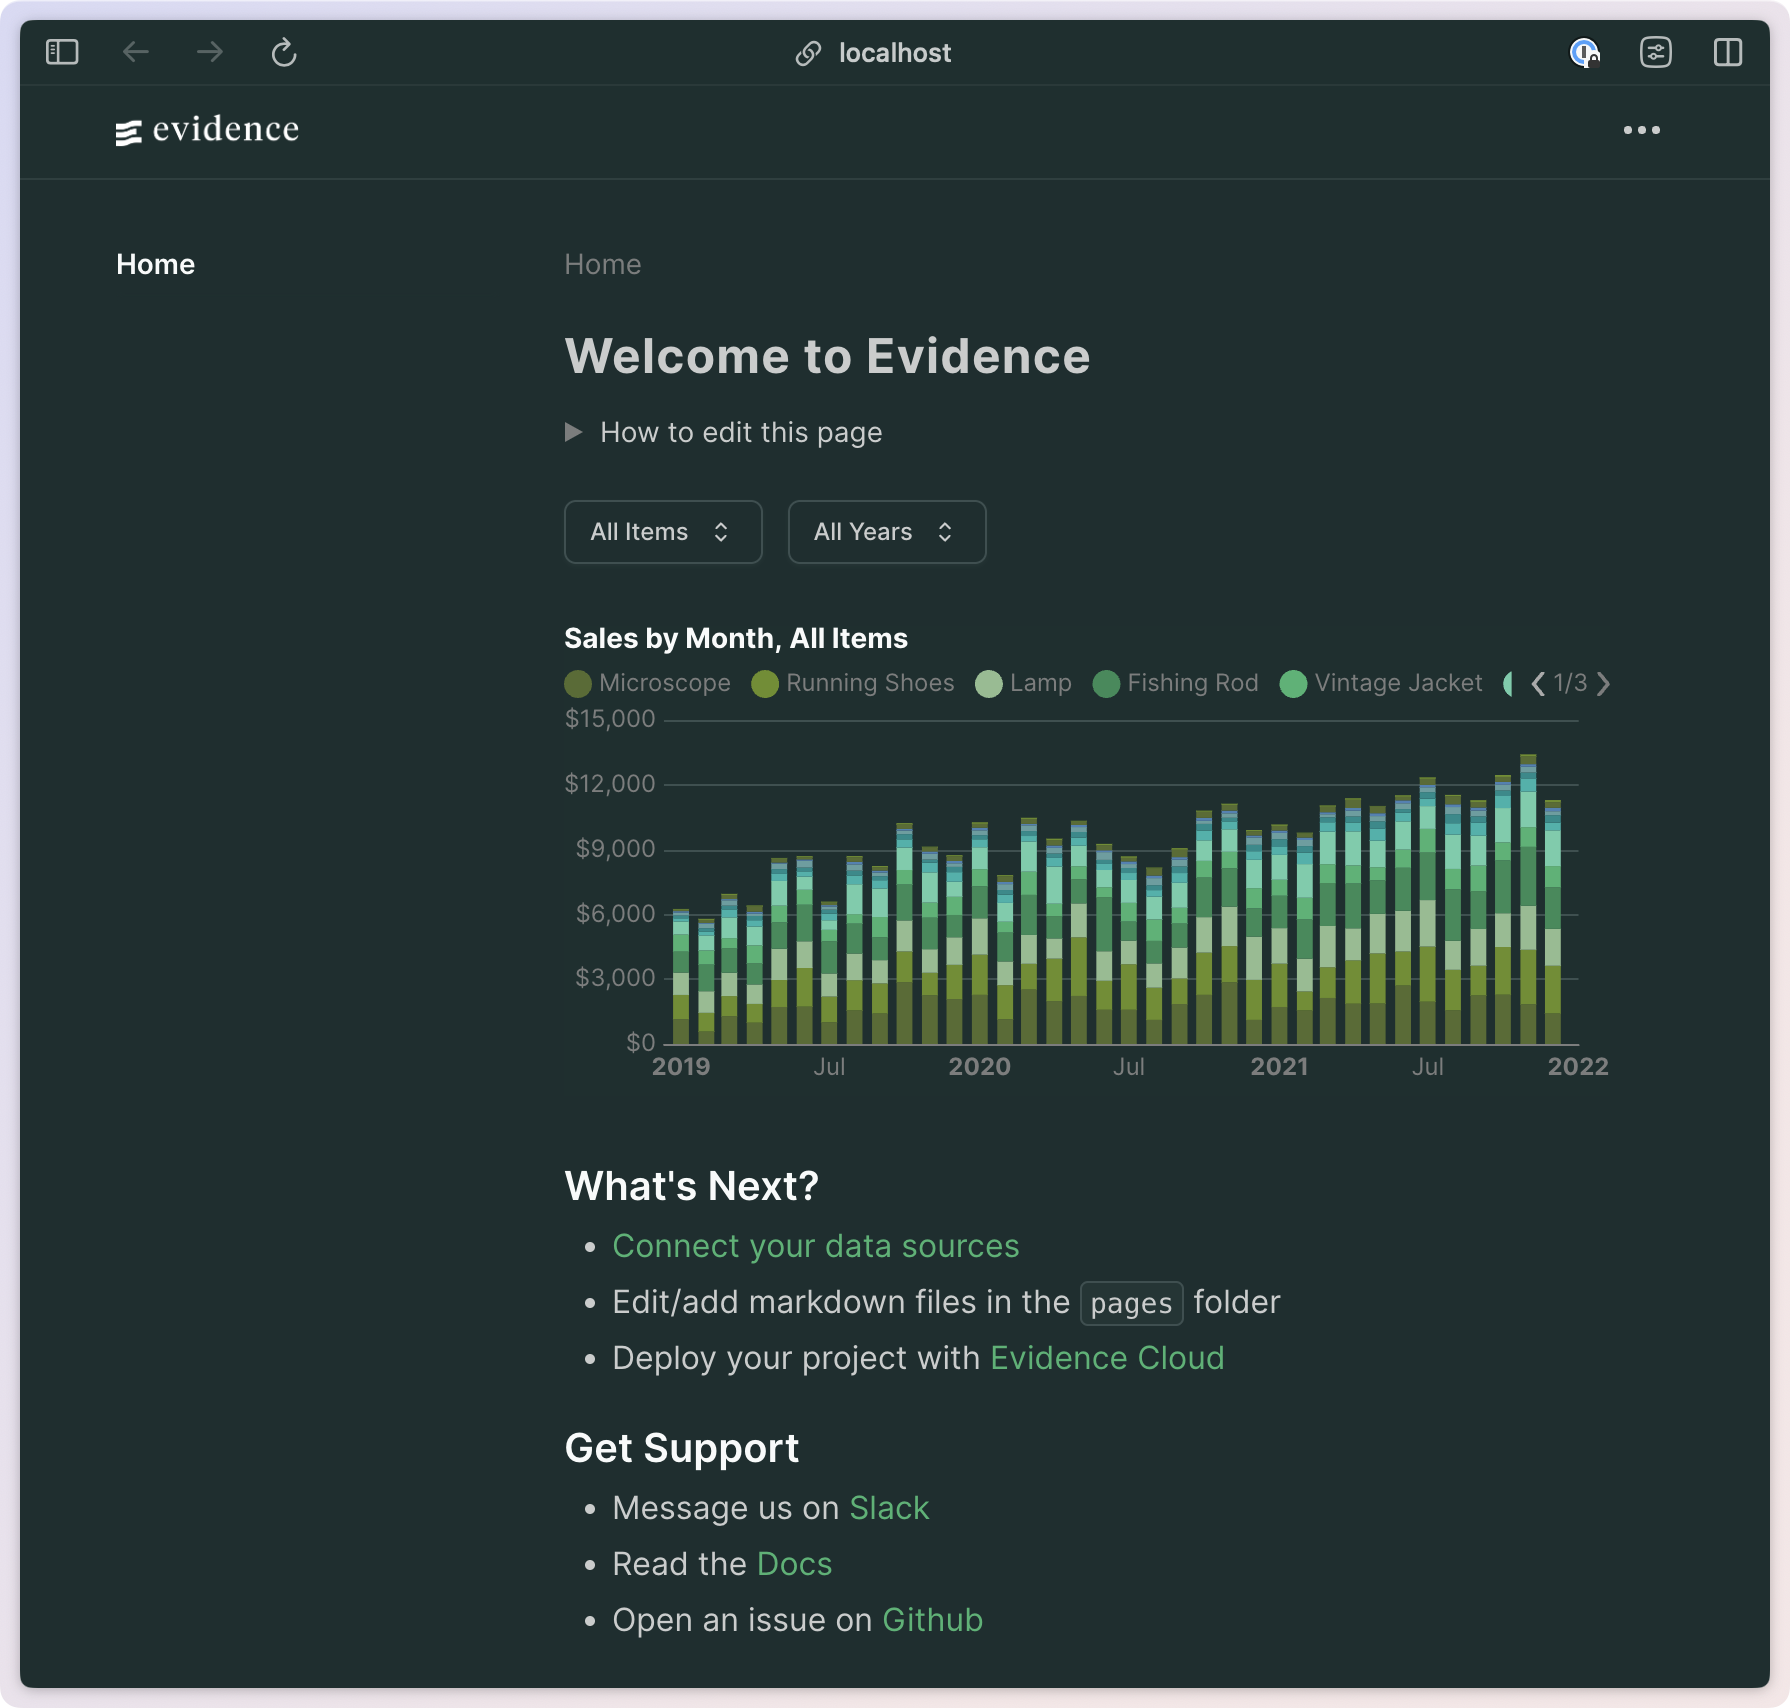 localhost
evidence
Home
Home
Welcome to Evidence
How to edit this page
All Items All Years
Sales by Month, All Items
Microscope Running Shoes Lamp Fishing Rod Vintage Jacket 1/3
$15,000
$12,000
$9,000
$6,000
$3,000
$0
2019 Jul 2020 Jul 2021 Jul 2022
What's Next?
Connect your data sources
Edit/add markdown files in the pages folder
Deploy your project with Evidence Cloud
Get Support
Message us on Slack
Read the Docs
Open an issue on Github